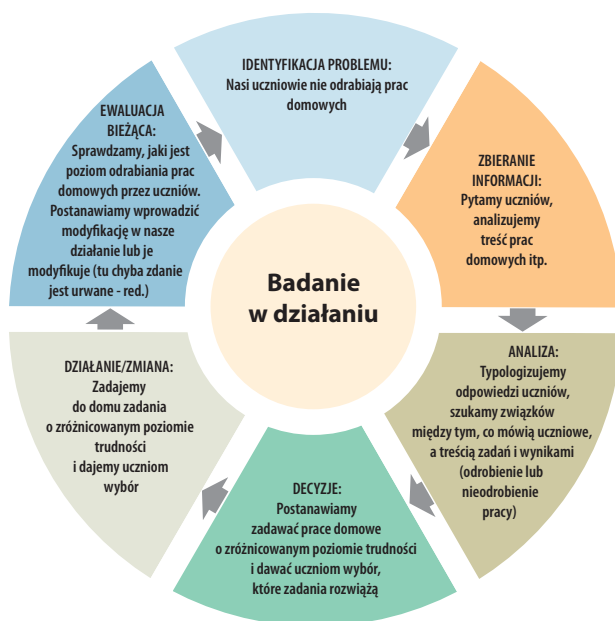 IDENTYFIKACJA PROBLEMU:
Nasi uczniowie nie odrabiają prac
domowych
ZBIERANIE
INFORMACJI:
Pytamy uczniów,
analizujemy
treść prac
domowych itp.
ANALIZA:
Typologizujemy
odpowiedzi uczniów,
szukamy związków
między tym, co mówią uczniowe,
a treścią zadań i wynikami
(odrobienie lub
nieodrobienie
pracy)
DECYZJE:
Postanawiamy
zadawać prace domowe
o zróżnicowanym poziomie trudności
i dawać uczniom wybór,
które zadania rozwiążą
DZIAŁANIE/ZMIANA:
Zadajemy
do domu zadania
o zróżnicowanym poziomie
trudności
i dajemy uczniom
wybór
EWALUACJA
BIEŻĄCA:
Sprawdzamy, jaki jest
poziom odrabiania prac
domowych przez uczniów.
Postanawiamy wprowadzić
modyfikację w nasze
działanie lub je
modyfikuje (tu chyba zdanie
jest urwane - red.)
Badanie
w działaniu